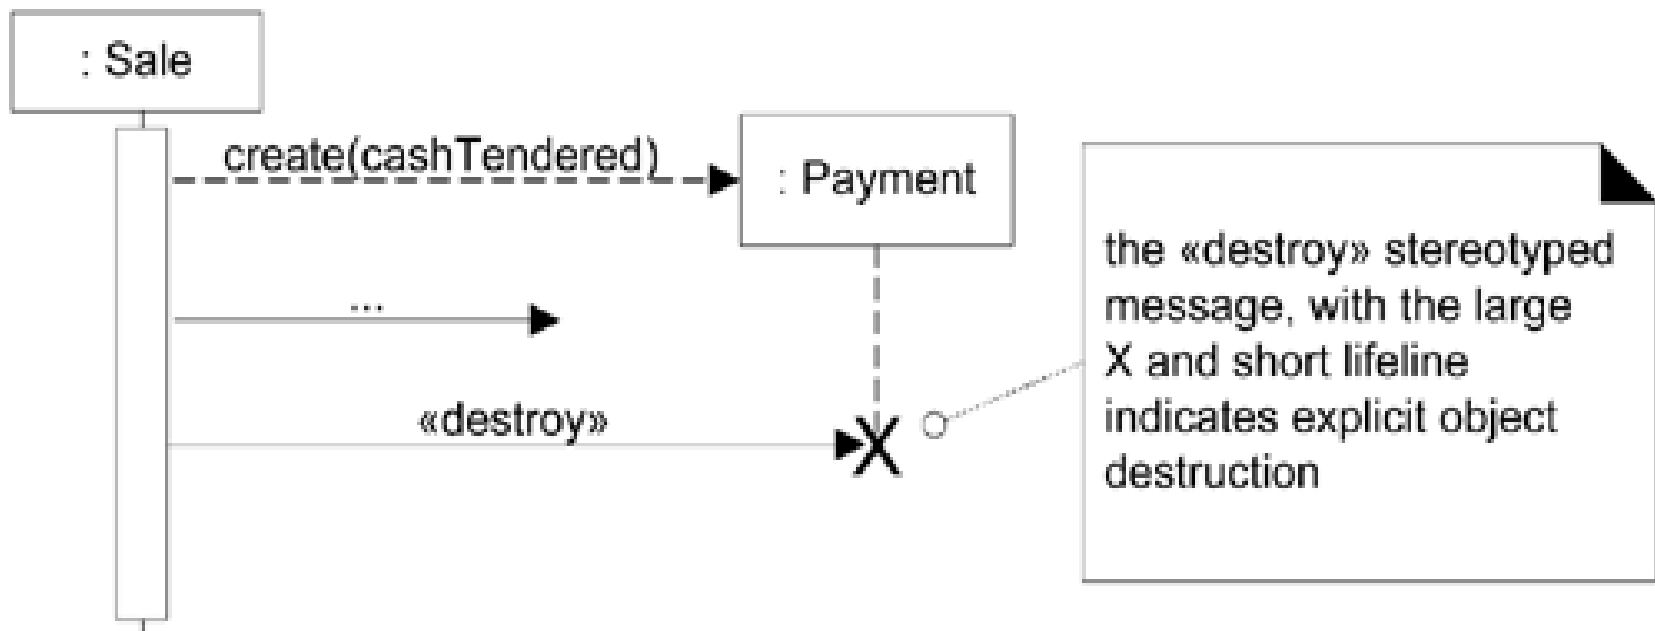 : Sale
create(cashTendered)
: Payment
...
«destroy»
X
the «destroy» stereotyped
message, with the large
X and short lifeline
indicates explicit object
destruction